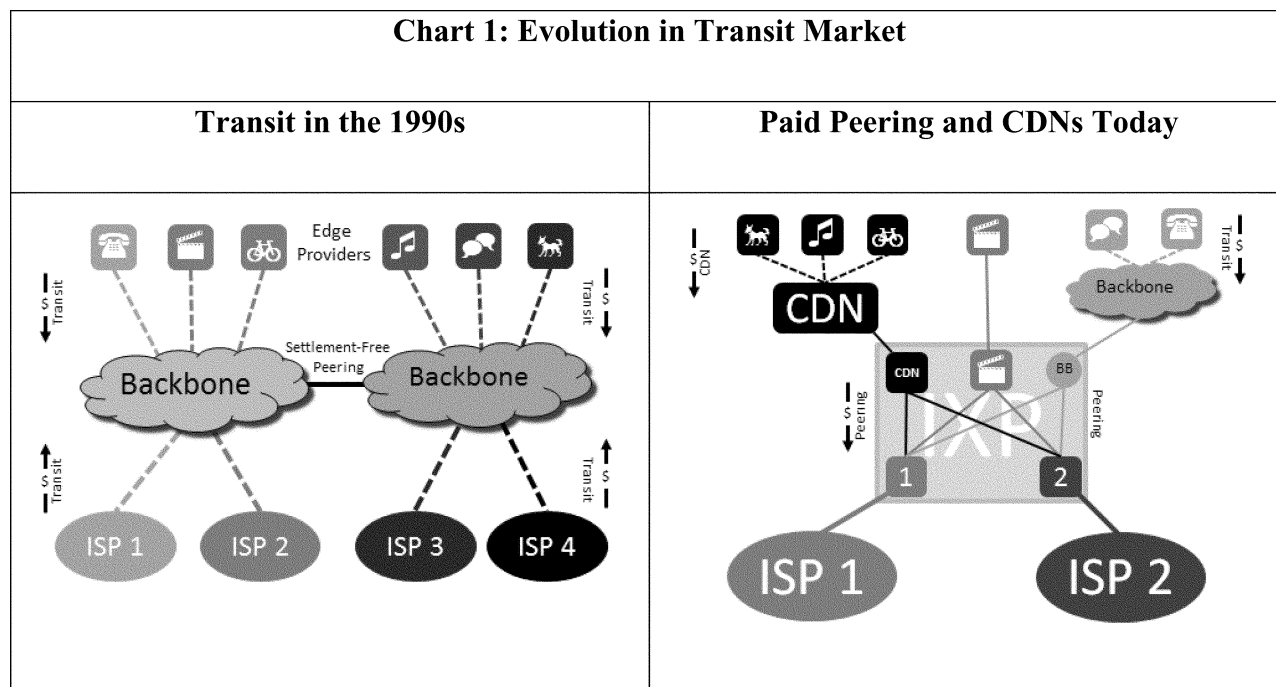 Chart 1: Evolution in Transit Market
Transit in the 1990s
Paid Peering and CDNs Today
Edge
Providers
$
Transit
$
Transit
Settlement-Free
Peering
Backbone
Backbone
$
Transit
$
Transit
ISP 1
ISP 2
ISP 3
ISP 4
$
CDN
$
Transit
CDN
Backbone
CDN
BB
$
Peering
IXP
Peering
1
2
ISP 1
ISP 2